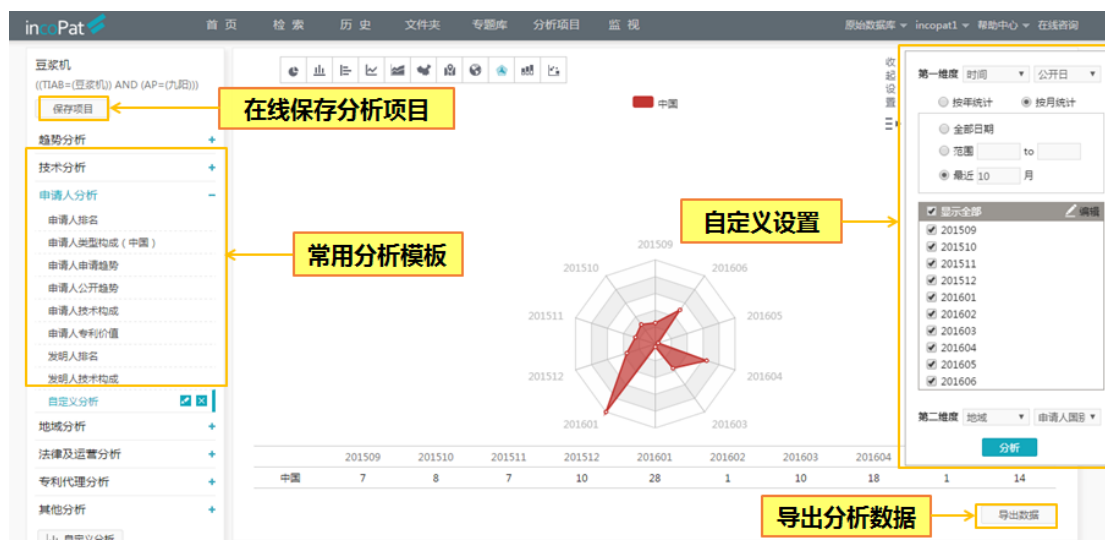 incoPat 首页 检索 历史 文件夹 专题库 分析项目 监视 原始数据库 incopat1 帮助中心 在线咨询
豆浆机
((TIAB=(豆浆机)) AND (AP=(九阳)))
保存项目
在线保存分析项目
趋势分析 +
技术分析 +
申请人分析 −
申请人排名
申请人类型构成（中国）
申请人申请趋势
申请人公开趋势
申请人技术构成
申请人专利价值
发明人排名
发明人技术构成
自定义分析
地域分析 +
法律及运营分析 +
专利代理分析 +
其他分析 +
自定义分析
常用分析模板
中国
收起设置
自定义设置
201509
201606
201605
201604
201603
201601
201512
201511
201510
201509 201510 201511 201512 201601 201602 201603 201604
中国 7 8 7 10 28 1 10 18 1 14
导出分析数据
导出数据
第一维度 时间 公开日
按年统计 按月统计
全部日期
范围 to
最近 10 月
显示全部 编辑
201509
201510
201511
201512
201601
201602
201603
201604
201605
201606
第二维度 地域 申请人国别
分析